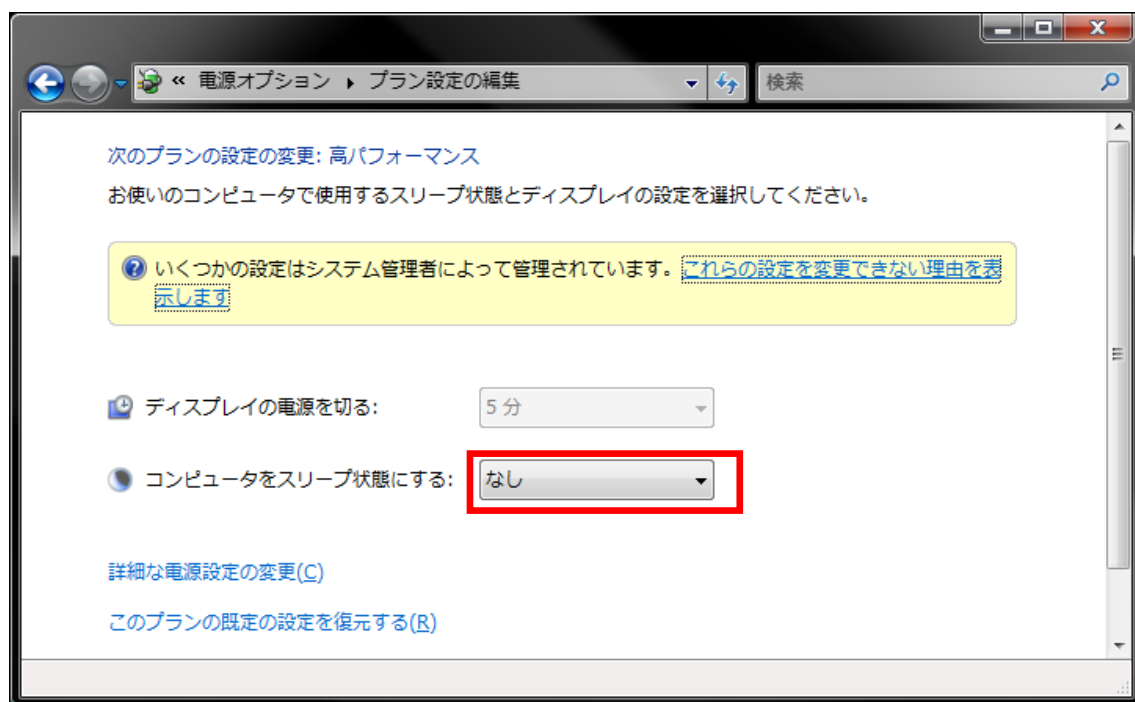 « 電源オプション ▸ プラン設定の編集
検索
次のプランの設定の変更: 高パフォーマンス
お使いのコンピュータで使用するスリープ状態とディスプレイの設定を選択してください。
いくつかの設定はシステム管理者によって管理されています。これらの設定を変更できない理由を表
示します
ディスプレイの電源を切る: 5 分
コンピュータをスリープ状態にする: なし
詳細な電源設定の変更(C)
このプランの既定の設定を復元する(R)